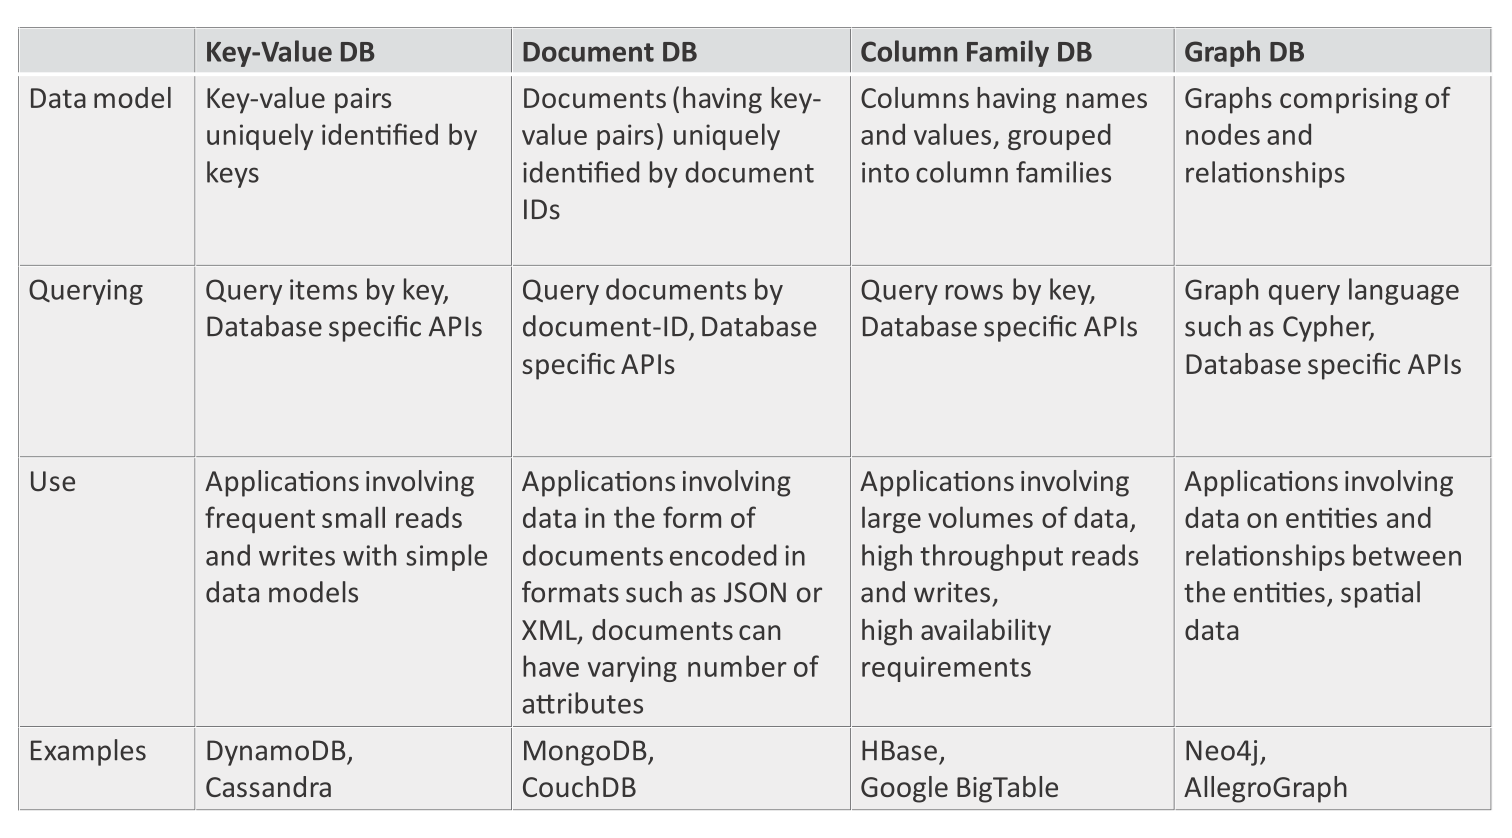 Key-Value DB
Document DB
Column Family DB
Graph DB
Data model
Key-value pairs
uniquely identified by
keys
Documents (having key-
value pairs) uniquely
identified by document
IDs
Columns having names
and values, grouped
into column families
Graphs comprising of
nodes and
relationships
Querying
Query items by key,
Database specific APIs
Query documents by
document-ID, Database
specific APIs
Query rows by key,
Database specific APIs
Graph query language
such as Cypher,
Database specific APIs
Use
Applications involving
frequent small reads
and writes with simple
data models
Applications involving
data in the form of
documents encoded in
formats such as JSON or
XML, documents can
have varying number of
attributes
Applications involving
large volumes of data,
high throughput reads
and writes,
high availability
requirements
Applications involving
data on entities and
relationships between
the entities, spatial
data
Examples
DynamoDB,
Cassandra
MongoDB,
CouchDB
HBase,
Google BigTable
Neo4j,
AllegroGraph